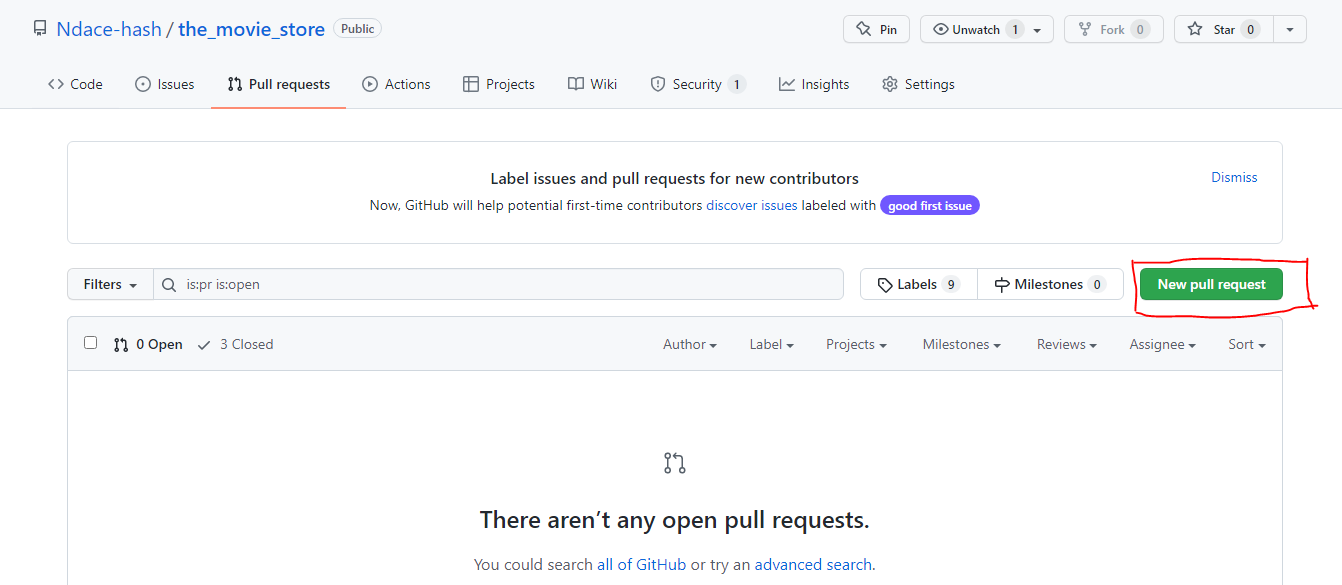 Ndace-hash / the_movie_store Public Pin Unwatch 1 Fork 0 Star 0
Code Issues Pull requests Actions Projects Wiki Security 1 Insights Settings
Label issues and pull requests for new contributors
Dismiss
Now, GitHub will help potential first-time contributors discover issues labeled with good first issue
Filters is:pr is:open Labels 9 Milestones 0 New pull request
0 Open 3 Closed Author Label Projects Milestones Reviews Assignee Sort
There aren’t any open pull requests.
You could search all of GitHub or try an advanced search.